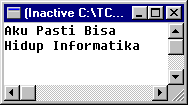 (Inactive C:\TC...
Aku Pasti Bisa
Hidup Informatika